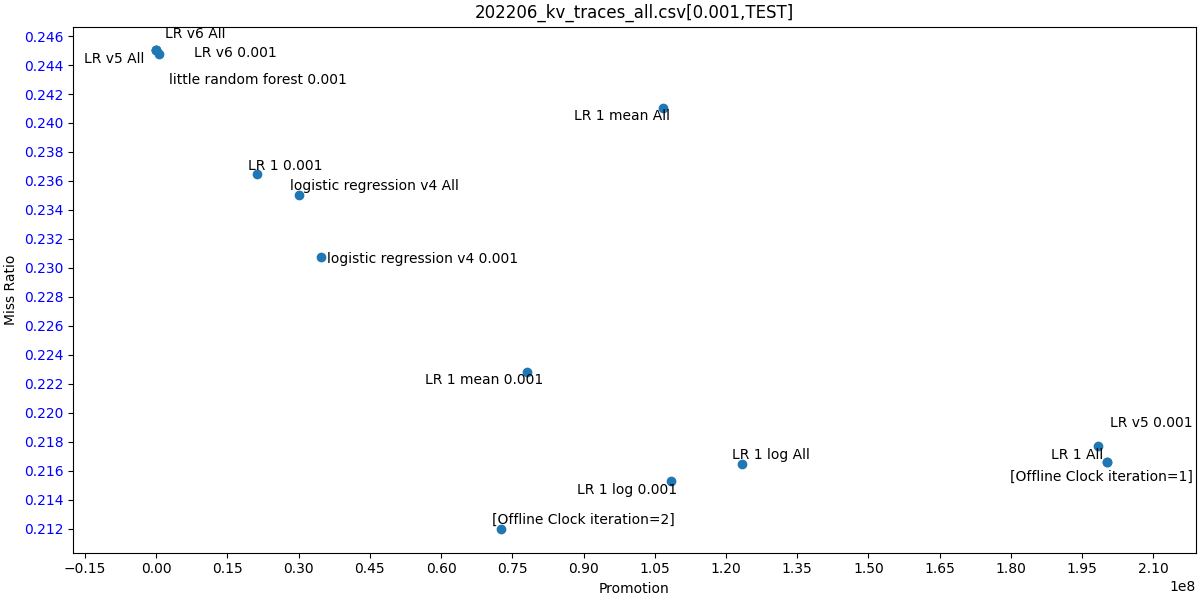 202206_kv_traces_all.csv[0.001,TEST]
0.246
0.244
0.242
0.240
0.238
0.236
0.234
0.232
0.230
0.228
0.226
0.224
0.222
0.220
0.218
0.216
0.214
0.212
Miss Ratio
LR v6 All
LR v5 All
LR v6 0.001
little random forest 0.001
LR 1 mean All
LR 1 0.001
logistic regression v4 All
logistic regression v4 0.001
LR 1 mean 0.001
LR v5 0.001
LR 1 log All
LR 1 All
[Offline Clock iteration=1]
LR 1 log 0.001
[Offline Clock iteration=2]
−0.15 0.00 0.15 0.30 0.45 0.60 0.75 0.90 1.05 1.20 1.35 1.50 1.65 1.80 1.95 2.10
1e8
Promotion